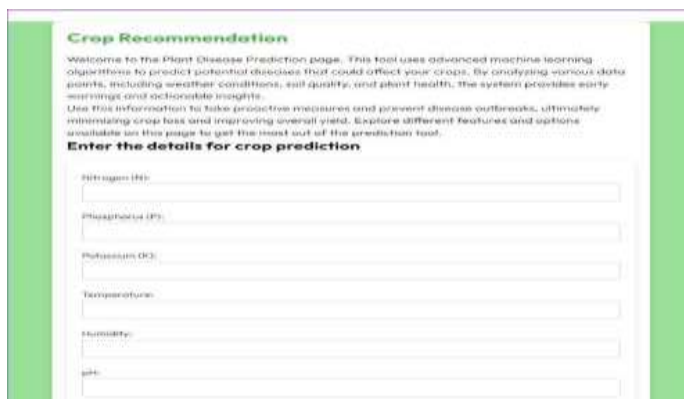 Crop Recommendation
Welcome to the Plant Disease Prediction page. This tool uses advanced machine learning
algorithms to predict potential diseases that could affect your crops. By analyzing various data
points, including weather conditions, soil quality, and plant health, the system provides early
warnings and actionable insights.
Use this information to take proactive measures and prevent disease outbreaks, ultimately
minimizing crop loss and improving overall yield. Explore different features and options
available on this page to get the most out of the prediction tool.
Enter the details for crop prediction
Nitrogen (N):
Phosphorus (P):
Potassium (K):
Temperature:
Humidity:
pH: